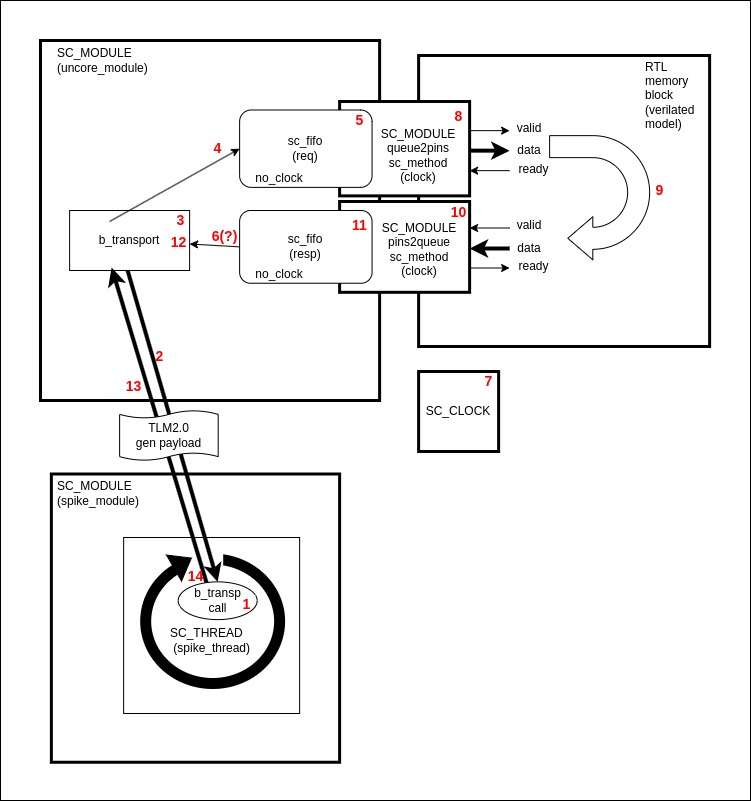 SC_MODULE
(uncore_module)
RTL
memory
block
(verilated
model)
5
sc_fifo
(req)
no_clock
8
SC_MODULE
queue2pins
sc_method
(clock)
valid
data
ready
4
9
3
b_transport
12
6(?)
11
sc_fifo
(resp)
no_clock
10
SC_MODULE
pins2queue
sc_method
(clock)
valid
data
ready
2
13
7
SC_CLOCK
TLM2.0
gen payload
SC_MODULE
(spike_module)
14
b_transp
call
1
SC_THREAD
(spike_thread)